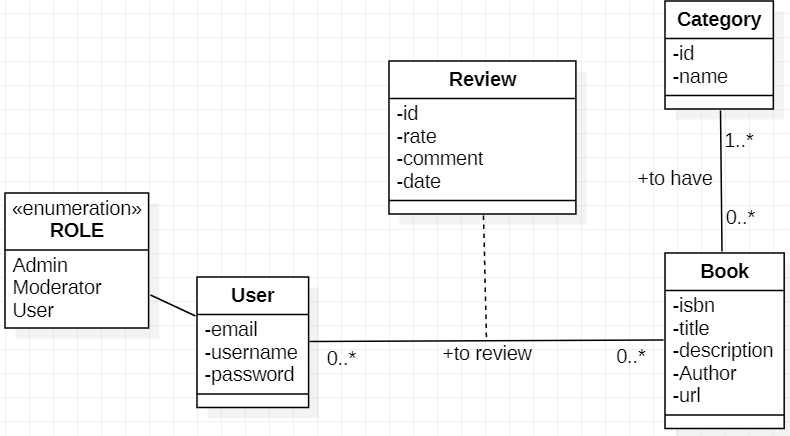 Category
-id
-name
1..*
+to have
0..*
Review
-id
-rate
-comment
-date
«enumeration»
ROLE
Admin
Moderator
User
User
-email
-username
-password
0..*
+to review
0..*
Book
-isbn
-title
-description
-Author
-url